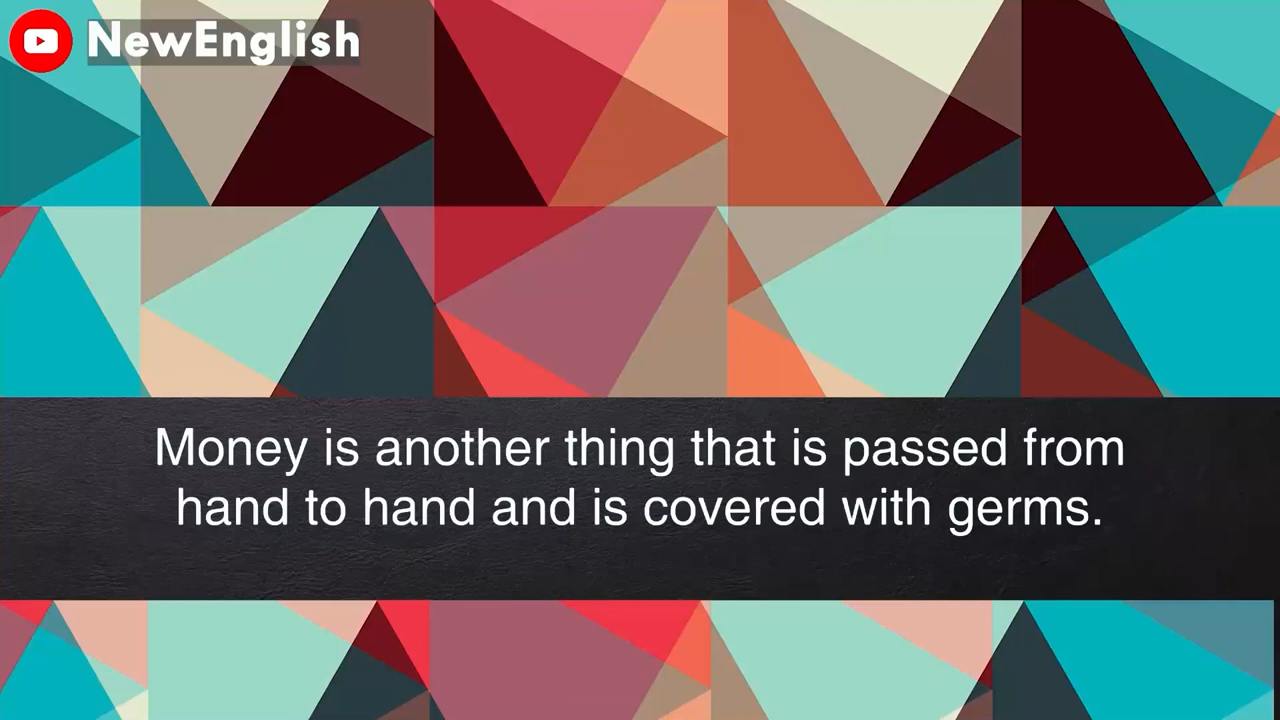 NewEnglish
Money is another thing that is passed from
hand to hand and is covered with germs.